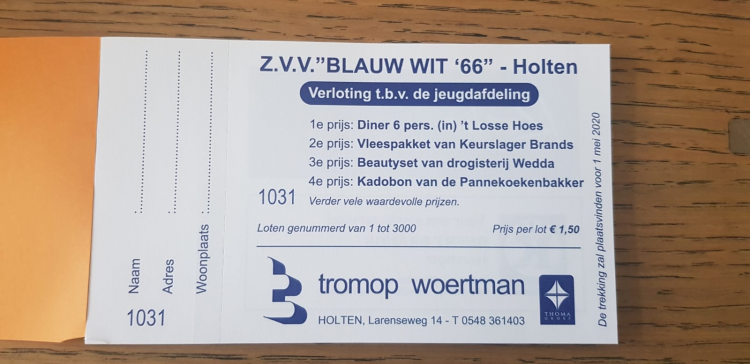 Z.V.V."BLAUW WIT '66" - Holten
Verloting t.b.v. de jeugdafdeling
1e prijs: Diner 6 pers. (in) 't Losse Hoes
2e prijs: Vleespakket van Keurslager Brands
3e prijs: Beautyset van drogisterij Wedda
4e prijs: Kadobon van de Pannekoekenbakker
1031 Verder vele waardevolle prijzen.
Loten genummerd van 1 tot 3000 Prijs per lot € 1,50
tromop woertman
HOLTEN, Larenseweg 14 - T 0548 361403
THOMA
GROEP
De trekking zal plaatsvinden voor 1 mei 2020
Naam
Adres
Woonplaats
1031